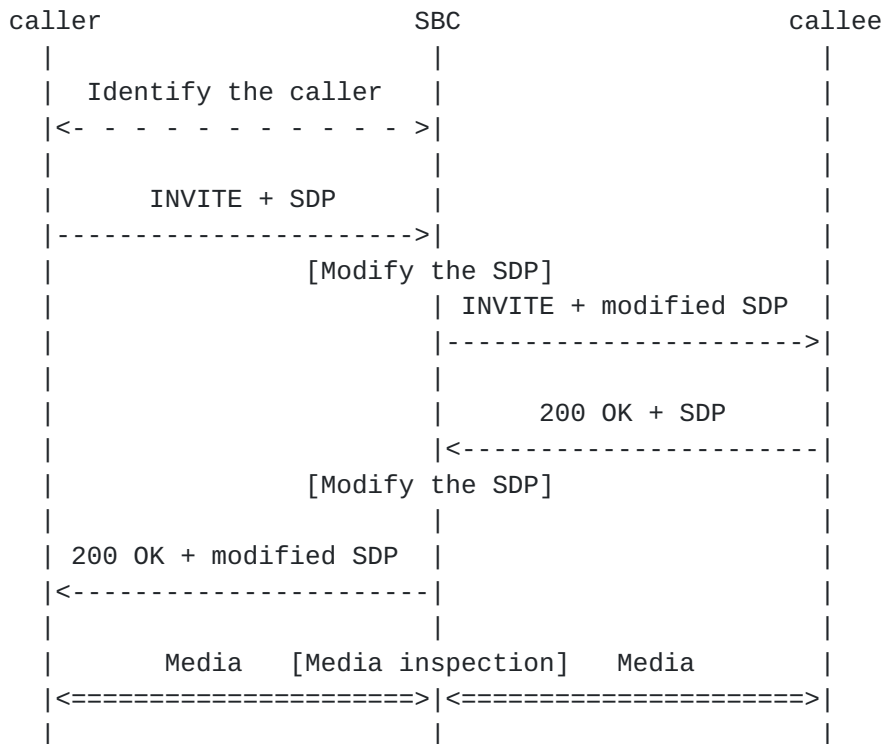 caller SBC callee
Identify the caller
INVITE + SDP
[Modify the SDP]
INVITE + modified SDP
200 OK + SDP
[Modify the SDP]
200 OK + modified SDP
Media [Media inspection] Media